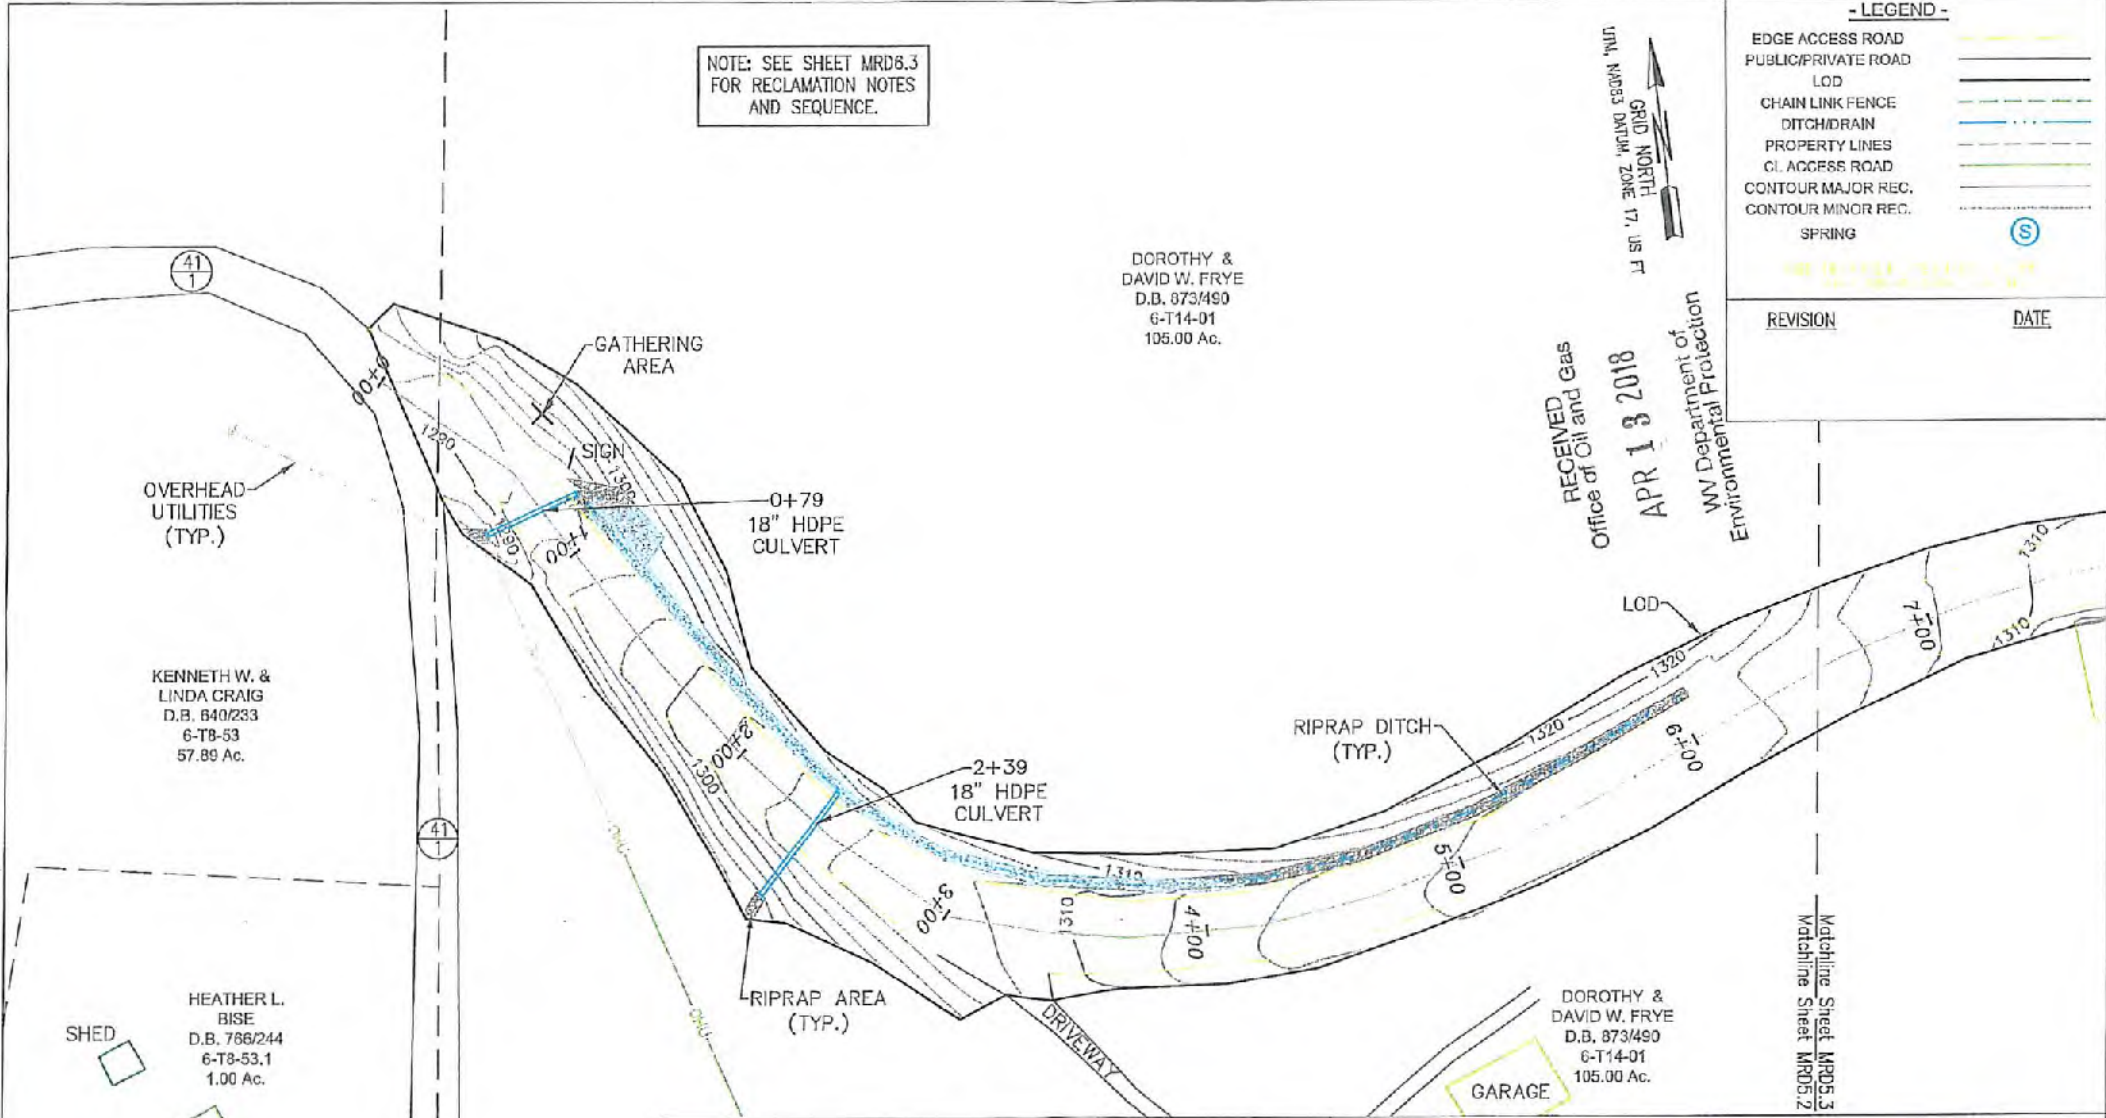 - LEGEND -
EDGE ACCESS ROAD
PUBLIC/PRIVATE ROAD
LOD
CHAIN LINK FENCE
DITCH/DRAIN
PROPERTY LINES
CL ACCESS ROAD
CONTOUR MAJOR REC.
CONTOUR MINOR REC.
SPRING
S
REVISION DATE
NOTE: SEE SHEET MRD6.3
FOR RECLAMATION NOTES
AND SEQUENCE.
GRID NORTH
UTM, NAD83 DATUM, ZONE 17, US FT
RECEIVED
Office of Oil and Gas
APR 13 2018
WV Department of
Environmental Protection
DOROTHY &
DAVID W. FRYE
D.B. 873/490
6-T14-01
105.00 Ac.
41
1
GATHERING
AREA
0+00
1290
SIGN
1300
OVERHEAD
UTILITIES
(TYP.)
0+79
18" HDPE
CULVERT
1290
1+00
LOD
1320
7+00
1310
1310
KENNETH W. &
LINDA CRAIG
D.B. 640/233
6-T8-53
57.89 Ac.
2+00
1300
2+39
18" HDPE
CULVERT
RIPRAP DITCH
(TYP.)
1320
6+00
41
1
OHU
5+00
1310
3+00
1310
4+00
RIPRAP AREA
(TYP.)
OHU
DRIVEWAY
HEATHER L.
BISE
D.B. 766/244
6-T8-53.1
1.00 Ac.
SHED
DOROTHY &
DAVID W. FRYE
D.B. 873/490
6-T14-01
105.00 Ac.
GARAGE
Matchline Sheet MRD5.3
Matchline Sheet MRD5.2